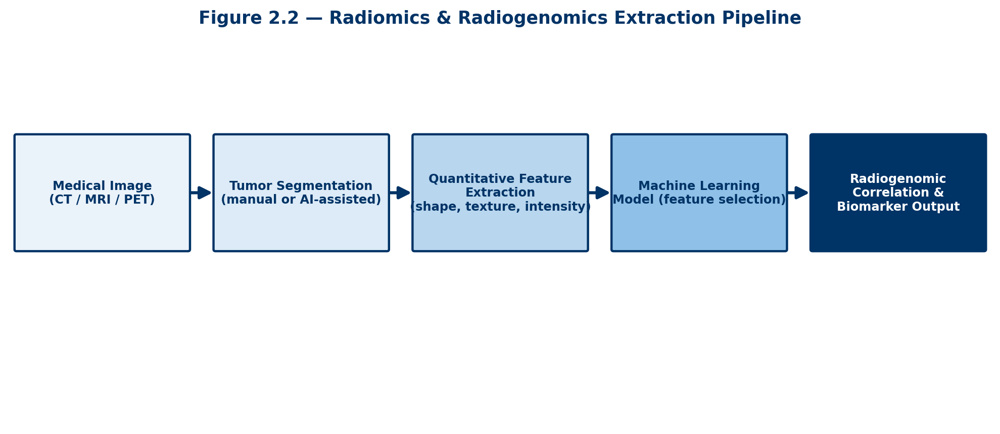 Figure 2.2 — Radiomics & Radiogenomics Extraction Pipeline
Medical Image
(CT / MRI / PET)
Tumor Segmentation
(manual or AI-assisted)
Quantitative Feature
Extraction
(shape, texture, intensity)
Machine Learning
Model (feature selection)
Radiogenomic
Correlation &
Biomarker Output